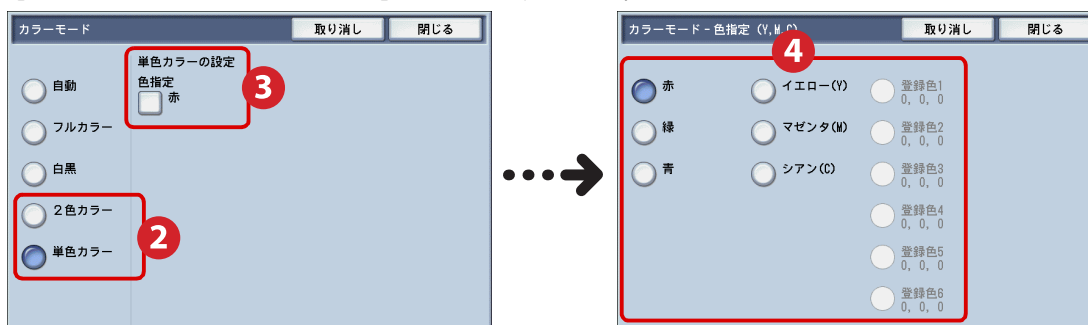 カラーモード
取り消し
閉じる
自動
フルカラー
白黒
2色カラー
単色カラー
2
単色カラーの設定
色指定
赤
3
カラーモード - 色指定 (Y,M,C)
取り消し
閉じる
4
赤
緑
青
イエロー(Y)
マゼンタ(M)
シアン(C)
登録色1
0, 0, 0
登録色2
0, 0, 0
登録色3
0, 0, 0
登録色4
0, 0, 0
登録色5
0, 0, 0
登録色6
0, 0, 0